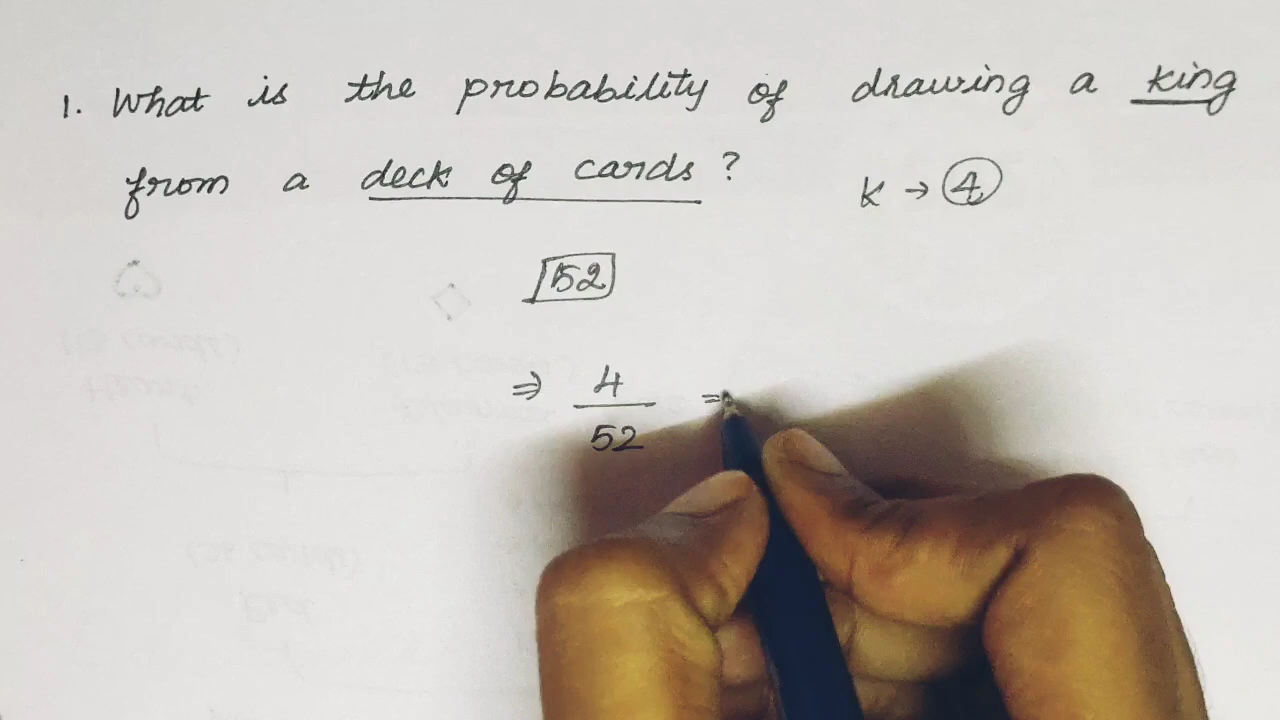 1. What is the probability of drawing a king
from a deck of cards ?
K → 4
52
⇒ 4
52
=